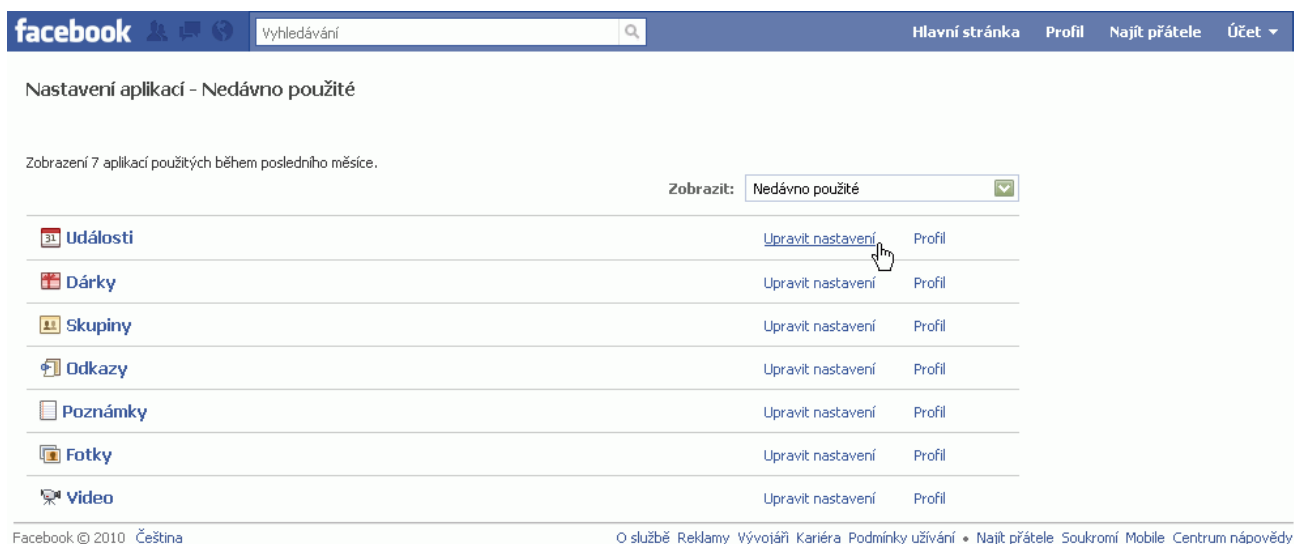 facebook Vyhledávání Hlavní stránka Profil Najít přátele Účet
Nastavení aplikací - Nedávno použité
Zobrazení 7 aplikací použitých během posledního měsíce.
Zobrazit: Nedávno použité
31 Události Upravit nastavení Profil
Dárky Upravit nastavení Profil
Skupiny Upravit nastavení Profil
Odkazy Upravit nastavení Profil
Poznámky Upravit nastavení Profil
Fotky Upravit nastavení Profil
Video Upravit nastavení Profil
Facebook © 2010 Čeština O službě Reklamy Vývojáři Kariéra Podmínky užívání • Najít přátele Soukromí Mobile Centrum nápovědy